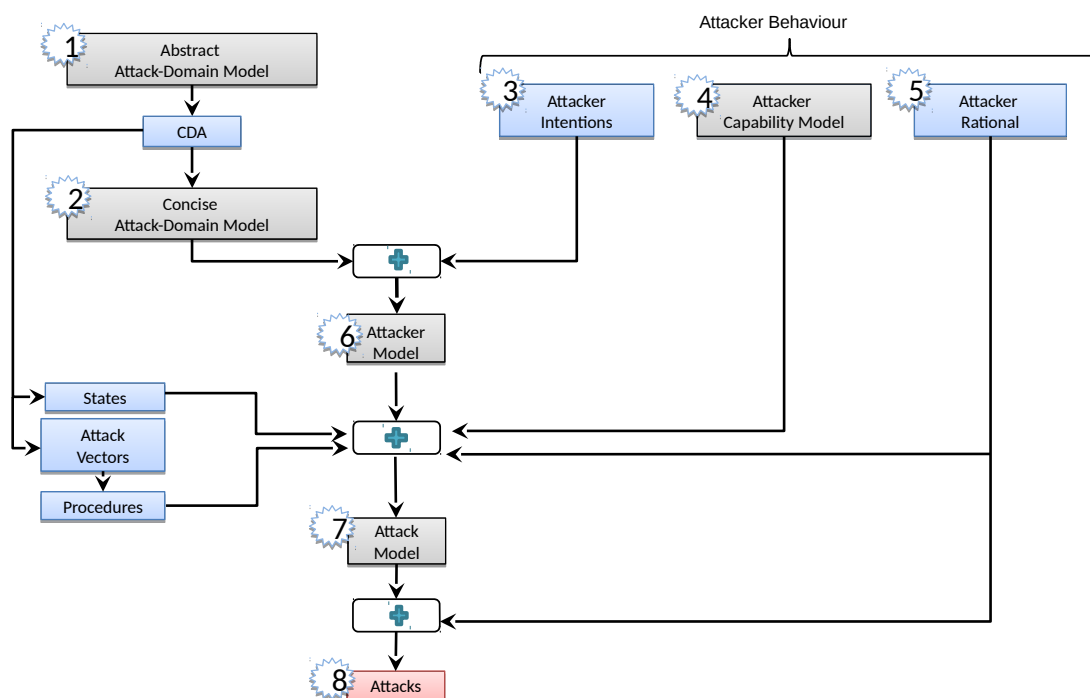 Attacker Behaviour
1
Abstract
Attack-Domain Model
3
Attacker
Intentions
4
Attacker
Capability Model
5
Attacker
Rational
CDA
2
Concise
Attack-Domain Model
6
Attacker
Model
States
Attack
Vectors
Procedures
7
Attack
Model
8
Attacks